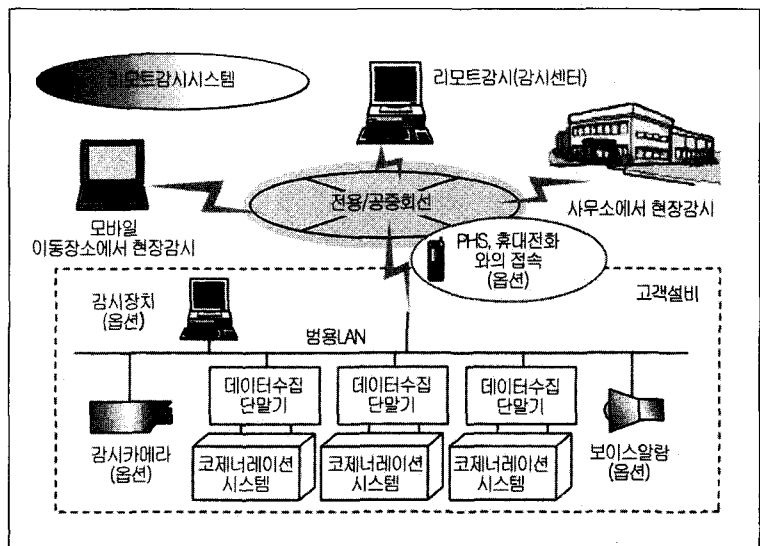 리모트감시시스템
리모트감시(감시센터)
모바일
이동장소에서 현장감시
전용/공중회선
사무소에서 현장감시
PHS, 휴대전화
와의 접속
(옵션)
고객설비
감시장치
(옵션)
범용LAN
데이터수집
단말기
데이터수집
단말기
데이터수집
단말기
감시카메라
(옵션)
코제너레이션
시스템
코제너레이션
시스템
코제너레이션
시스템
보이스알람
(옵션)